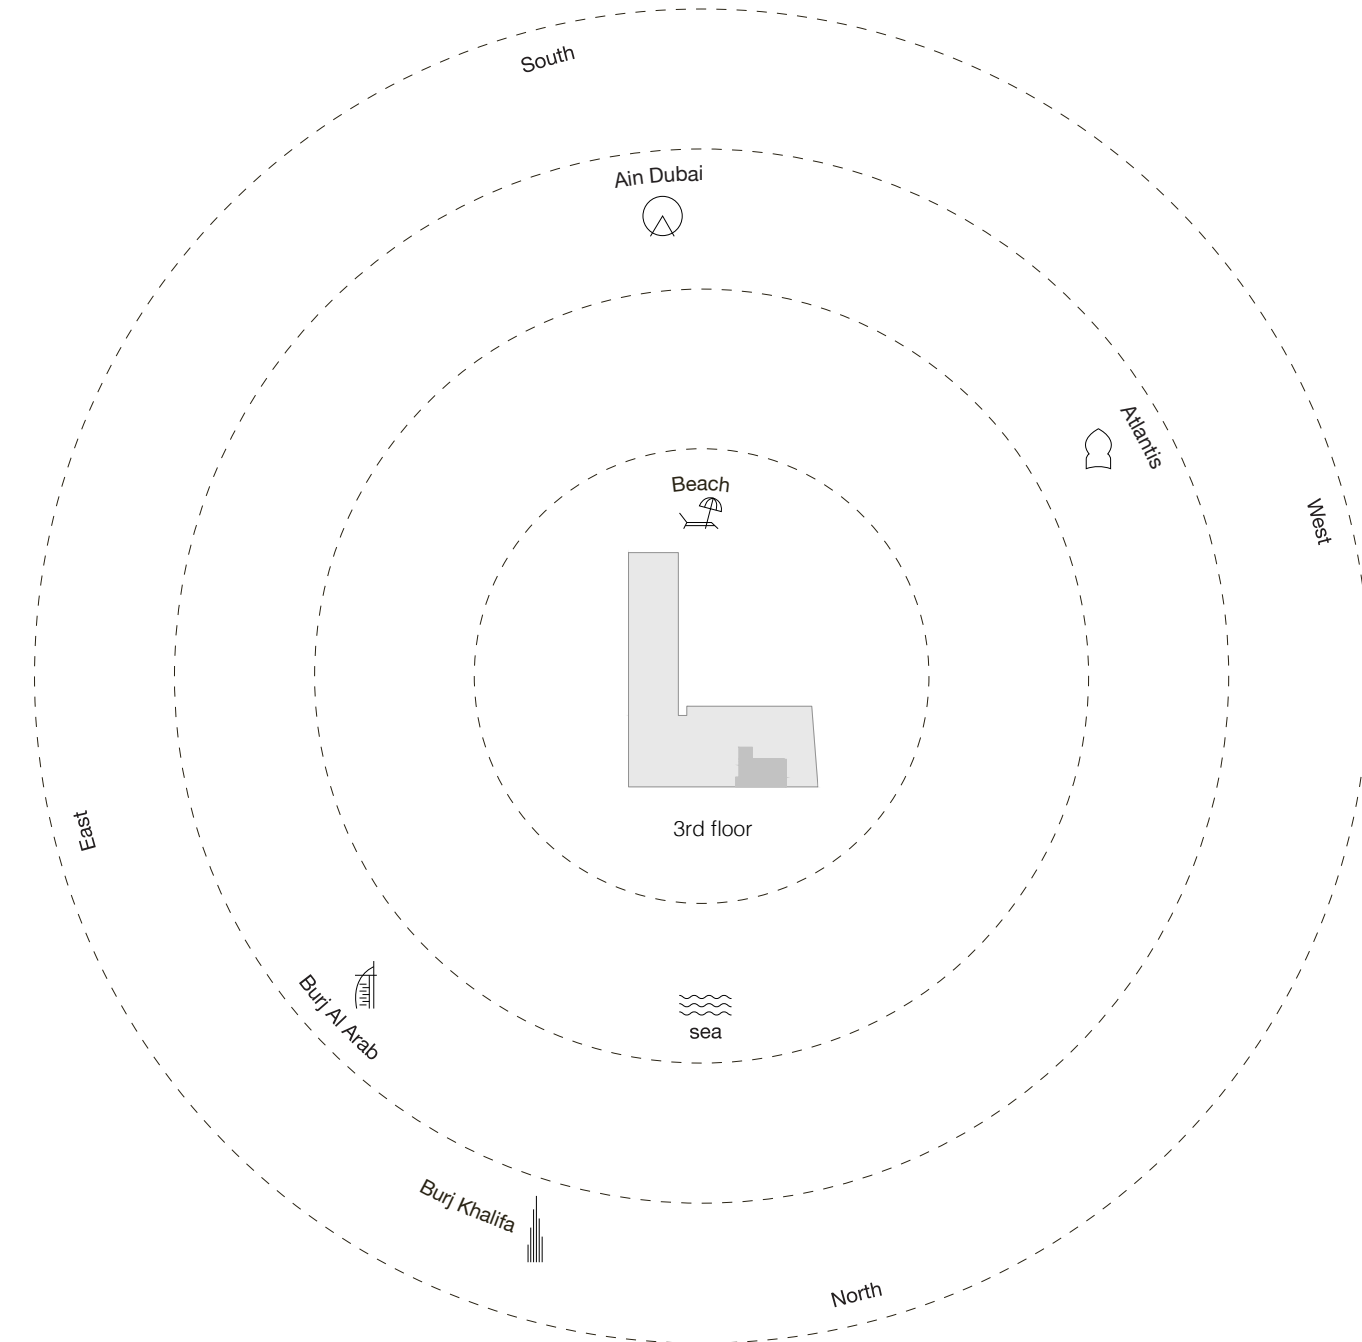 South
Ain Dubai
Atlantis
Beach
West
3rd floor
East
Burj Al Arab
sea
Burj Khalifa
North